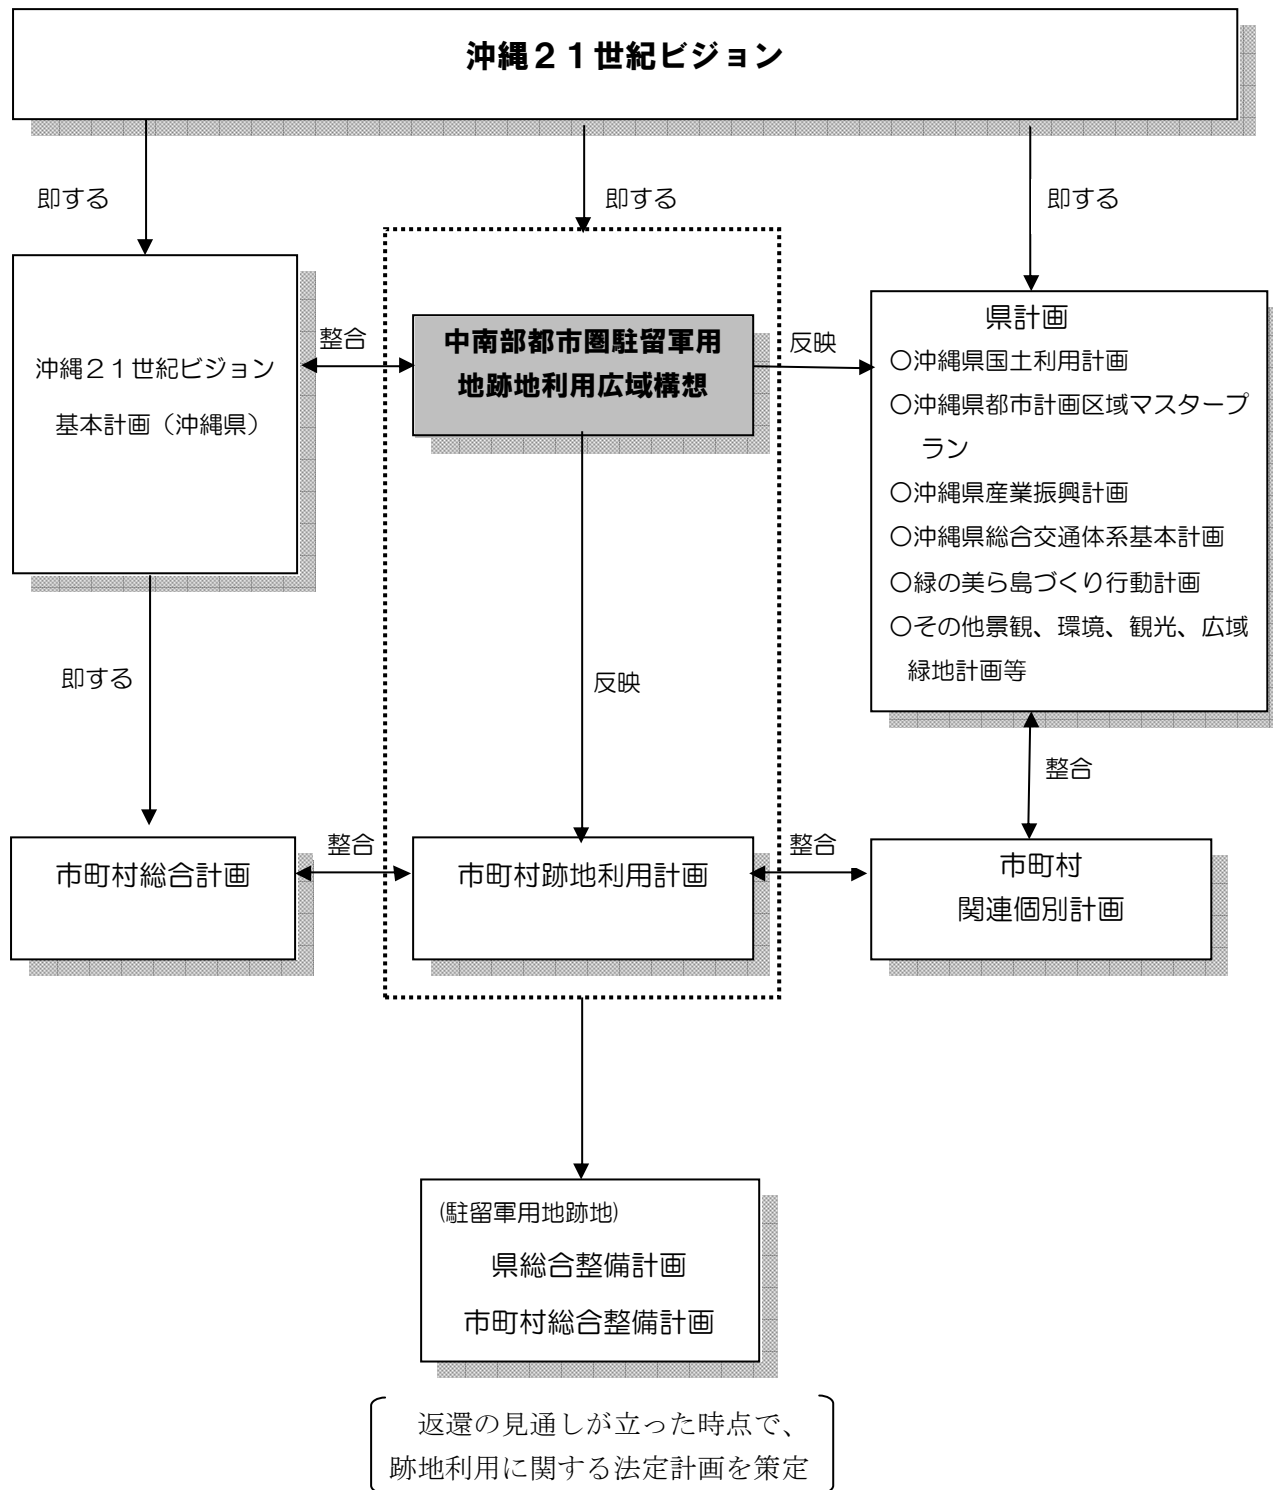 沖縄２１世紀ビジョン
即する
即する
即する
沖縄２１世紀ビジョン
基本計画（沖縄県）
整合
中南部都市圏駐留軍用
地跡地利用広域構想
反映
県計画
○沖縄県国土利用計画
○沖縄県都市計画区域マスタープ
ラン
○沖縄県産業振興計画
○沖縄県総合交通体系基本計画
○緑の美ら島づくり行動計画
○その他景観、環境、観光、広域
緑地計画等
即する
反映
整合
市町村総合計画
整合
市町村跡地利用計画
整合
市町村
関連個別計画
(駐留軍用地跡地)
県総合整備計画
市町村総合整備計画
返還の見通しが立った時点で、
跡地利用に関する法定計画を策定